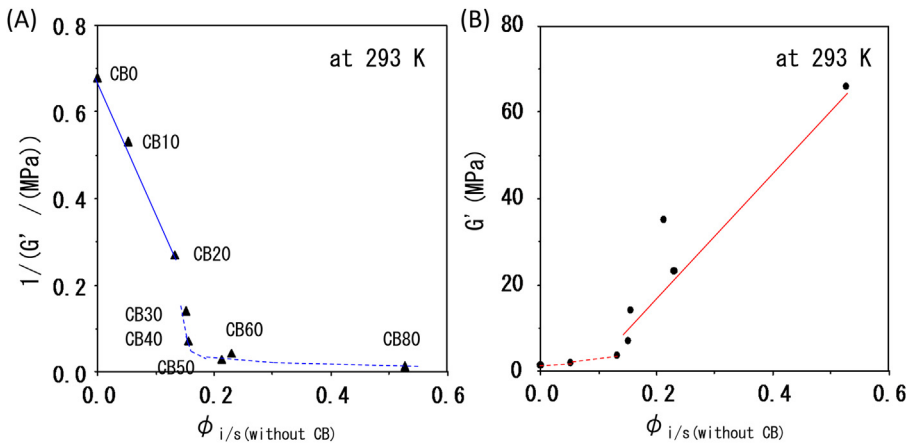 (A)
at 293 K
1/(G' /(MPa))
0.8
0.6
0.4
0.2
0.0
CB0
CB10
CB20
CB30
CB40
CB50
CB60
CB80
0.0
0.2
0.4
0.6
ϕ i/s(without CB)
(B)
at 293 K
G' (MPa)
80
60
40
20
0
0.0
0.2
0.4
0.6
ϕ i/s(without CB)